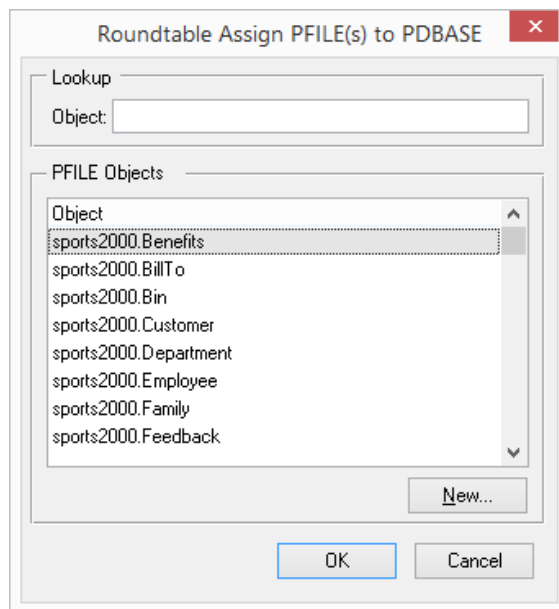 Roundtable Assign PFILE(s) to PDBASE
Lookup
Object:
PFILE Objects
Object
sports2000.Benefits
sports2000.BillTo
sports2000.Bin
sports2000.Customer
sports2000.Department
sports2000.Employee
sports2000.Family
sports2000.Feedback
New...
OK Cancel